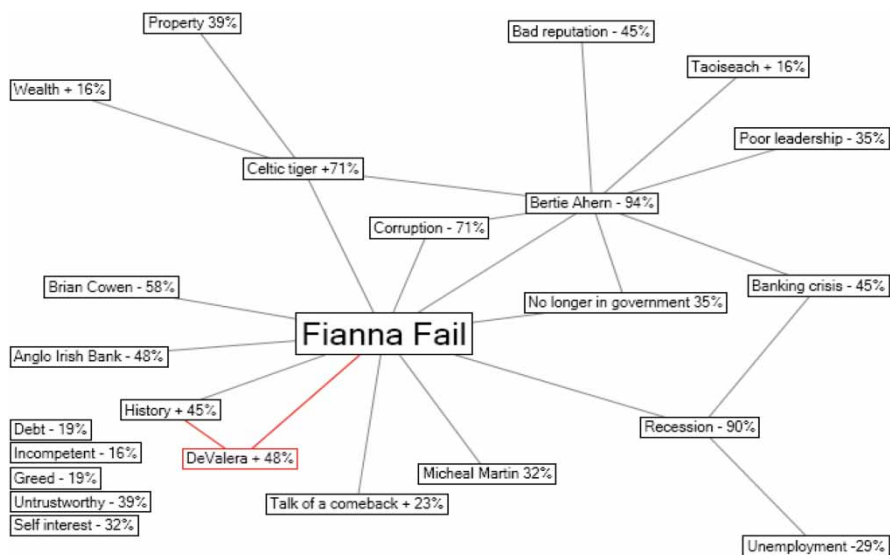 Property 39%
Bad reputation - 45%
Taoiseach + 16%
Wealth + 16%
Poor leadership - 35%
Celtic tiger +71%
Bertie Ahern - 94%
Corruption - 71%
Brian Cowen - 58%
No longer in government 35%
Banking crisis - 45%
Fianna Fail
Anglo Irish Bank - 48%
History + 45%
Recession - 90%
Debt - 19%
Incompetent - 16%
DeValera + 48%
Micheal Martin 32%
Greed - 19%
Untrustworthy - 39%
Talk of a comeback + 23%
Self interest - 32%
Unemployment -29%